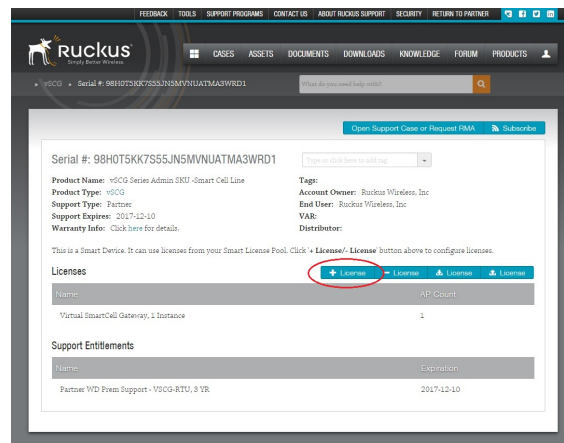 FEEDBACK TOOLS SUPPORT PROGRAMS CONTACT US ABOUT RUCKUS SUPPORT SECURITY RETURN TO PARTNER
Ruckus
Simply Better Wireless.
CASES ASSETS DOCUMENTS DOWNLOADS KNOWLEDGE FORUM PRODUCTS
vSCG Serial #: 98H0T5KK7S55JN5MVNUATMA3WRD1 What do you need help with?
Open Support Case or Request RMA Subscribe
Serial #: 98H0T5KK7S55JN5MVNUATMA3WRD1 Type or click here to add tag
Product Name: vSCG Series Admin SKU -Smart Cell Line Tags:
Product Type: vSCG Account Owner: Ruckus Wireless, Inc
Support Type: Partner End User: Ruckus Wireless, Inc
Support Expires: 2017-12-10 VAR:
Warranty Info: Click here for details. Distributor:
This is a Smart Device. It can use licenses from your Smart License Pool. Click '+ License/- License' button above to configure licenses.
Licenses + License - License License License
Name AP Count
Virtual SmartCell Gateway, 1 Instance 1
Support Entitlements
Name Expiration
Partner WD Prem Support - VSCG-RTU, 3 YR 2017-12-10